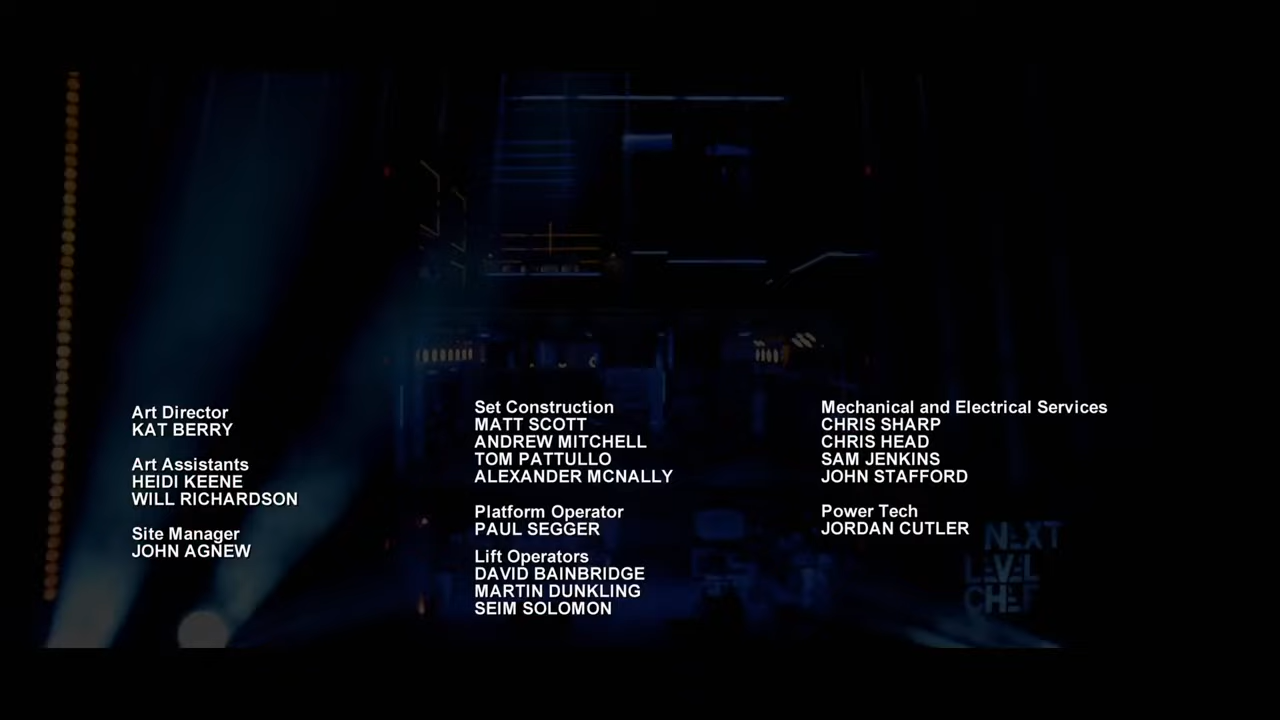 Art Director
KAT BERRY
Art Assistants
HEIDI KEENE
WILL RICHARDSON
Site Manager
JOHN AGNEW
Set Construction
MATT SCOTT
ANDREW MITCHELL
TOM PATTULLO
ALEXANDER MCNALLY
Platform Operator
PAUL SEGGER
Lift Operators
DAVID BAINBRIDGE
MARTIN DUNKLING
SEIM SOLOMON
Mechanical and Electrical Services
CHRIS SHARP
CHRIS HEAD
SAM JENKINS
JOHN STAFFORD
Power Tech
JORDAN CUTLER
NEXT
LEVEL
CHEF